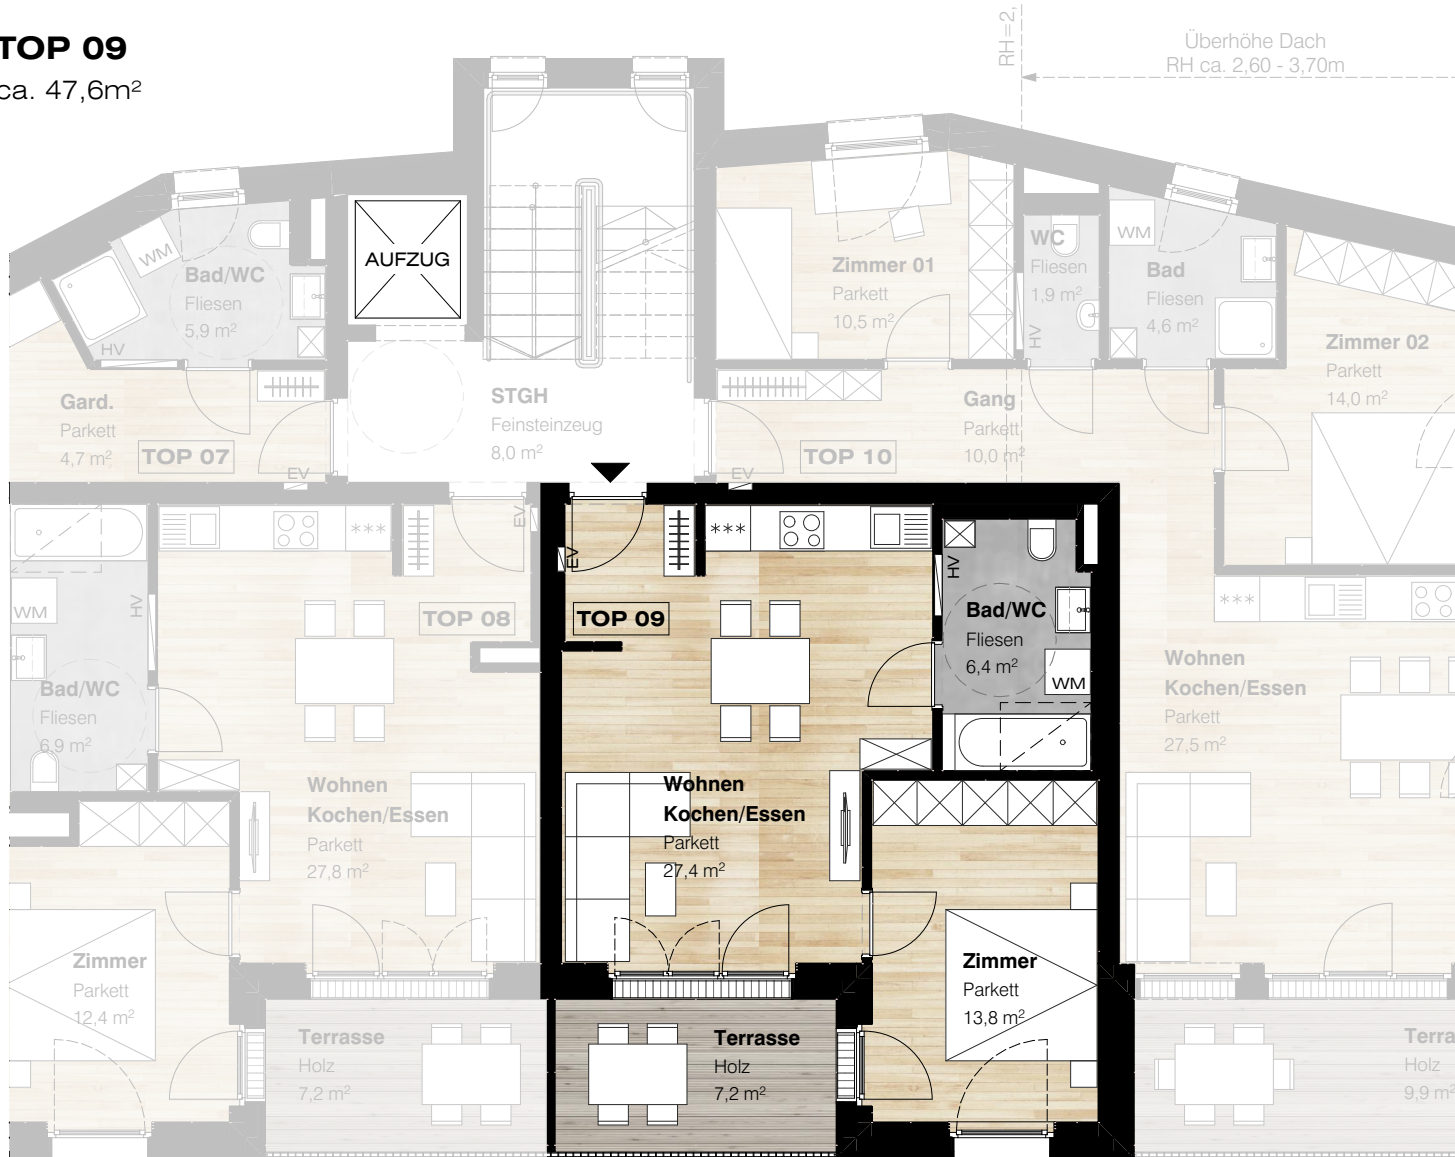 TOP 09
ca. 47,6m²
RH=2,
Überhöhe Dach
RH ca. 2,60 - 3,70m
AUFZUG
WM
Bad/WC
Fliesen
5,9 m²
HV
Zimmer 01
Parkett
10,5 m²
WC
Fliesen
1,9 m²
HV
WM
Bad
Fliesen
4,6 m²
Zimmer 02
Parkett
14,0 m²
Gard.
Parkett
4,7 m²
TOP 07
EV
STGH
Feinsteinzeug
8,0 m²
EV
TOP 10
Gang
Parkett
10,0 m²
***
EV
TOP 08
WM
HV
Bad/WC
Fliesen
6,9 m²
Wohnen
Kochen/Essen
Parkett
27,8 m²
Zimmer
Parkett
12,4 m²
Terrasse
Holz
7,2 m²
EV
TOP 09
***
HV
Bad/WC
Fliesen
6,4 m²
WM
Wohnen
Kochen/Essen
Parkett
27,4 m²
Zimmer
Parkett
13,8 m²
Terrasse
Holz
7,2 m²
***
Wohnen
Kochen/Essen
Parkett
27,5 m²
Terra
Holz
9,9 m²